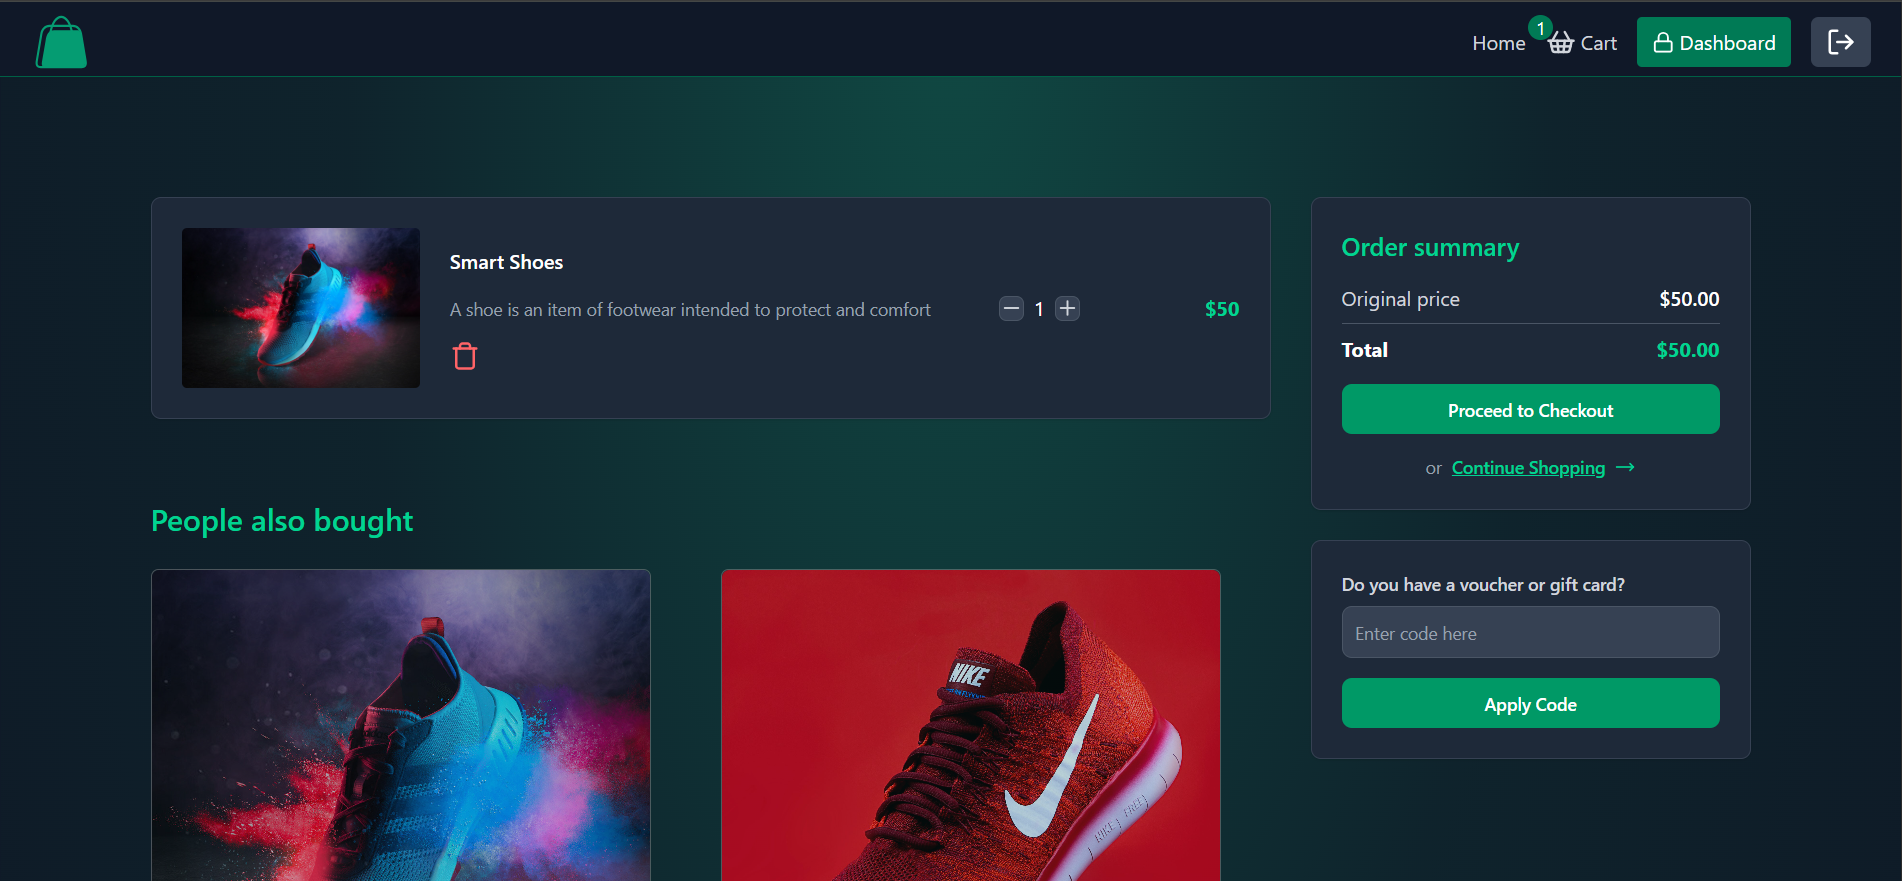 Home
1
Cart
Dashboard
Smart Shoes
A shoe is an item of footwear intended to protect and comfort
1
$50
Order summary
Original price $50.00
Total $50.00
Proceed to Checkout
or Continue Shopping →
People also bought
Do you have a voucher or gift card?
Enter code here
Apply Code
NIKE
NIKE FREE